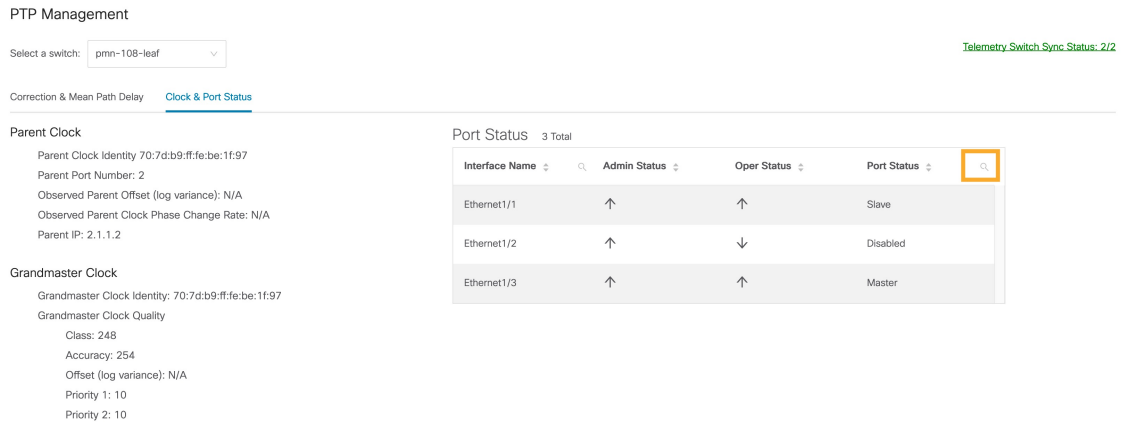 PTP Management
Select a switch: pmn-108-leaf
Telemetry Switch Sync Status: 2/2
Correction & Mean Path Delay Clock & Port Status
Parent Clock
Parent Clock Identity 70:7d:b9:ff:fe:be:1f:97
Parent Port Number: 2
Observed Parent Offset (log variance): N/A
Observed Parent Clock Phase Change Rate: N/A
Parent IP: 2.1.1.2
Grandmaster Clock
Grandmaster Clock Identity: 70:7d:b9:ff:fe:be:1f:97
Grandmaster Clock Quality
Class: 248
Accuracy: 254
Offset (log variance): N/A
Priority 1: 10
Priority 2: 10
Port Status 3 Total
Interface Name Admin Status Oper Status Port Status
Ethernet1/1 ↑ ↑ Slave
Ethernet1/2 ↑ ↓ Disabled
Ethernet1/3 ↑ ↑ Master